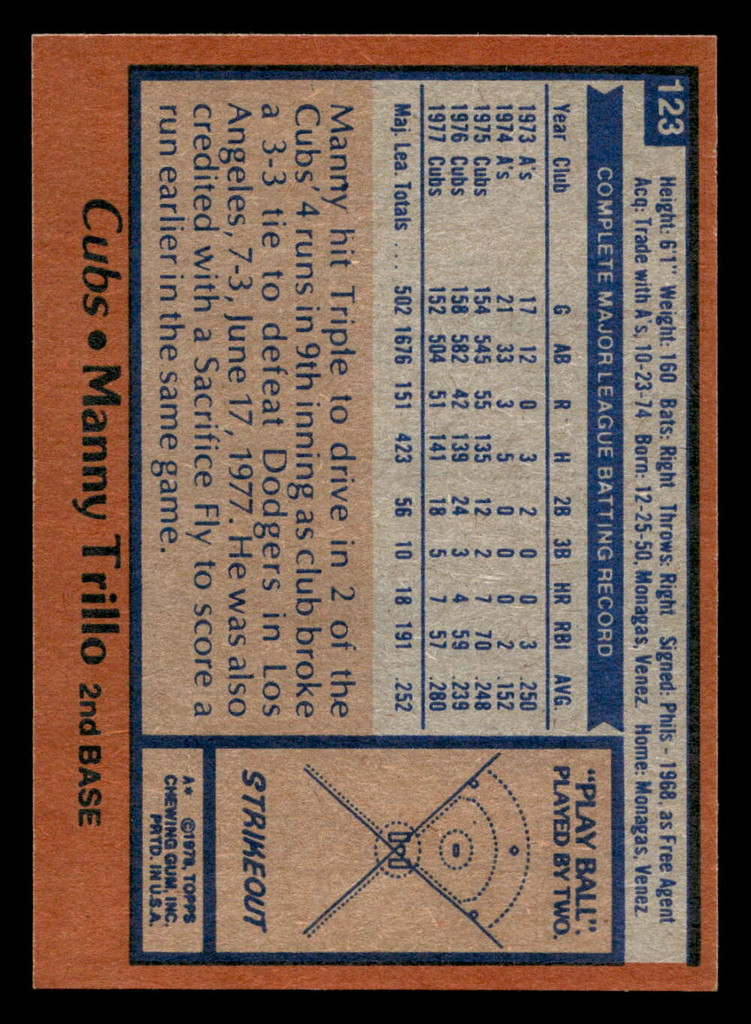 123
Height: 6'1" Weight: 160 Bats: Right Throws: Right Signed: Phils - 1968, as Free Agent
Acq: Trade with A's, 10-23-74 Born: 12-25-50, Monagas, Venez. Home: Monagas, Venez.
COMPLETE MAJOR LEAGUE BATTING RECORD
Year Club G AB R H 2B 3B HR RBI AVG.
1973 A's 17 12 0 3 2 0 0 3 .250
1974 A's 21 33 3 5 0 0 0 2 .152
1975 Cubs 154 545 55 135 12 2 7 70 .248
1976 Cubs 158 582 42 139 24 3 4 59 .239
1977 Cubs 152 504 51 141 18 5 7 57 .280
Maj. Lea. Totals ... 502 1676 151 423 56 10 18 191 .252
Manny hit Triple to drive in 2 of the
Cubs' 4 runs in 9th inning as club broke
a 3-3 tie to defeat Dodgers in Los
Angeles, 7-3, June 17, 1977. He was also
credited with a Sacrifice Fly to score a
run earlier in the same game.
"PLAY BALL".
PLAYED BY TWO.
STRIKEOUT
A* ©1978, TOPPS
CHEWING GUM, INC.
PRTD. IN U.S.A.
Cubs • Manny Trillo 2nd BASE